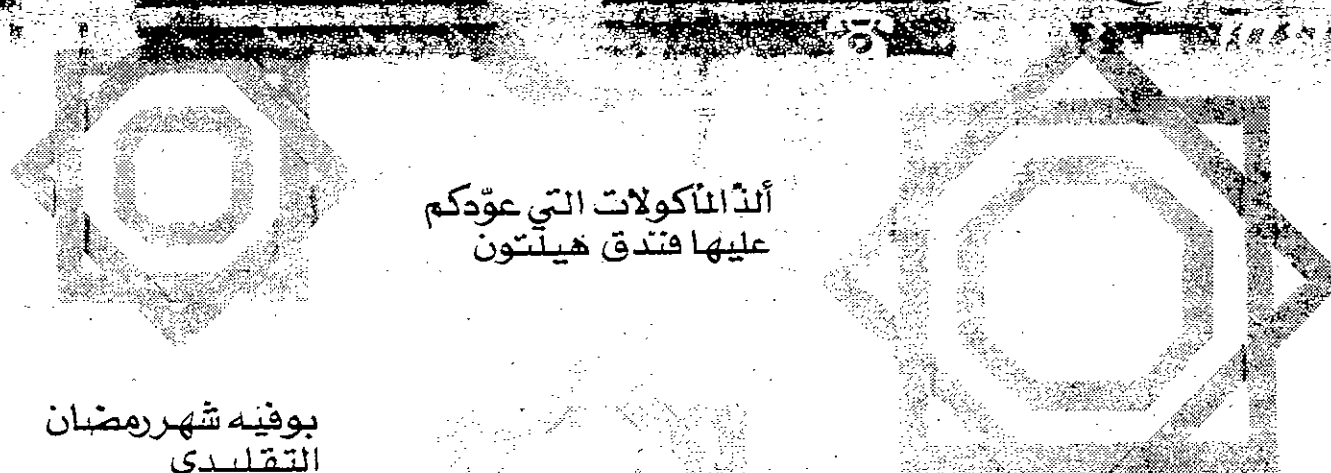 ألذ المأكولات التي عوّدكم
عليها فندق هيلتون
بوفيه شهر رمضان
التقليدي